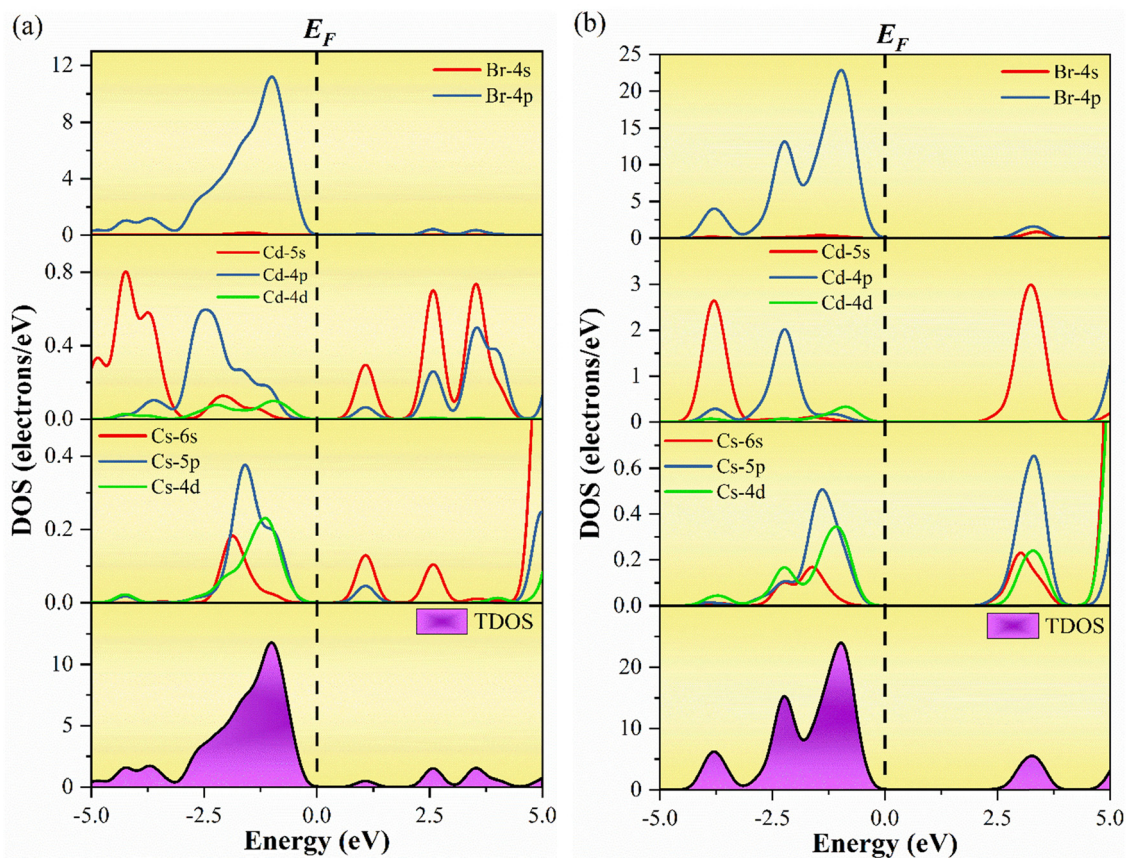 (a)
E_F
DOS (electrons/eV)
12
8
4
0
Br-4s
Br-4p
0.8
0.4
0.0
Cd-5s
Cd-4p
Cd-4d
0.4
0.2
0.0
Cs-6s
Cs-5p
Cs-4d
10
5
0
TDOS
-5.0 -2.5 0.0 2.5 5.0
Energy (eV)
(b)
E_F
DOS (electrons/eV)
25
20
15
10
5
0
Br-4s
Br-4p
3
2
1
0
Cd-5s
Cd-4p
Cd-4d
0.6
0.4
0.2
0.0
Cs-6s
Cs-5p
Cs-4d
20
10
0
TDOS
-5.0 -2.5 0.0 2.5 5.0
Energy (eV)